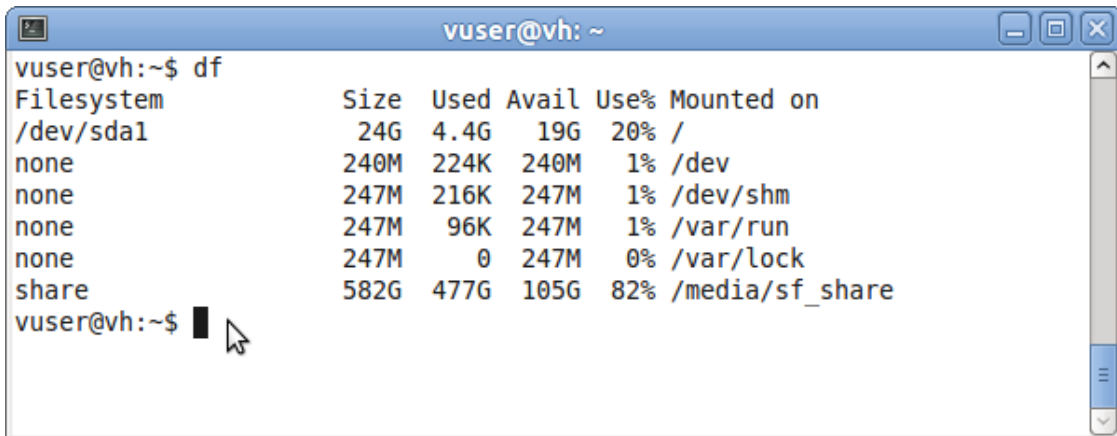 vuser@vh: ~
vuser@vh:~$ df
Filesystem            Size  Used Avail Use% Mounted on
/dev/sda1              24G  4.4G   19G  20% /
none                  240M  224K  240M   1% /dev
none                  247M  216K  247M   1% /dev/shm
none                  247M   96K  247M   1% /var/run
none                  247M     0  247M   0% /var/lock
share                 582G  477G  105G  82% /media/sf_share
vuser@vh:~$